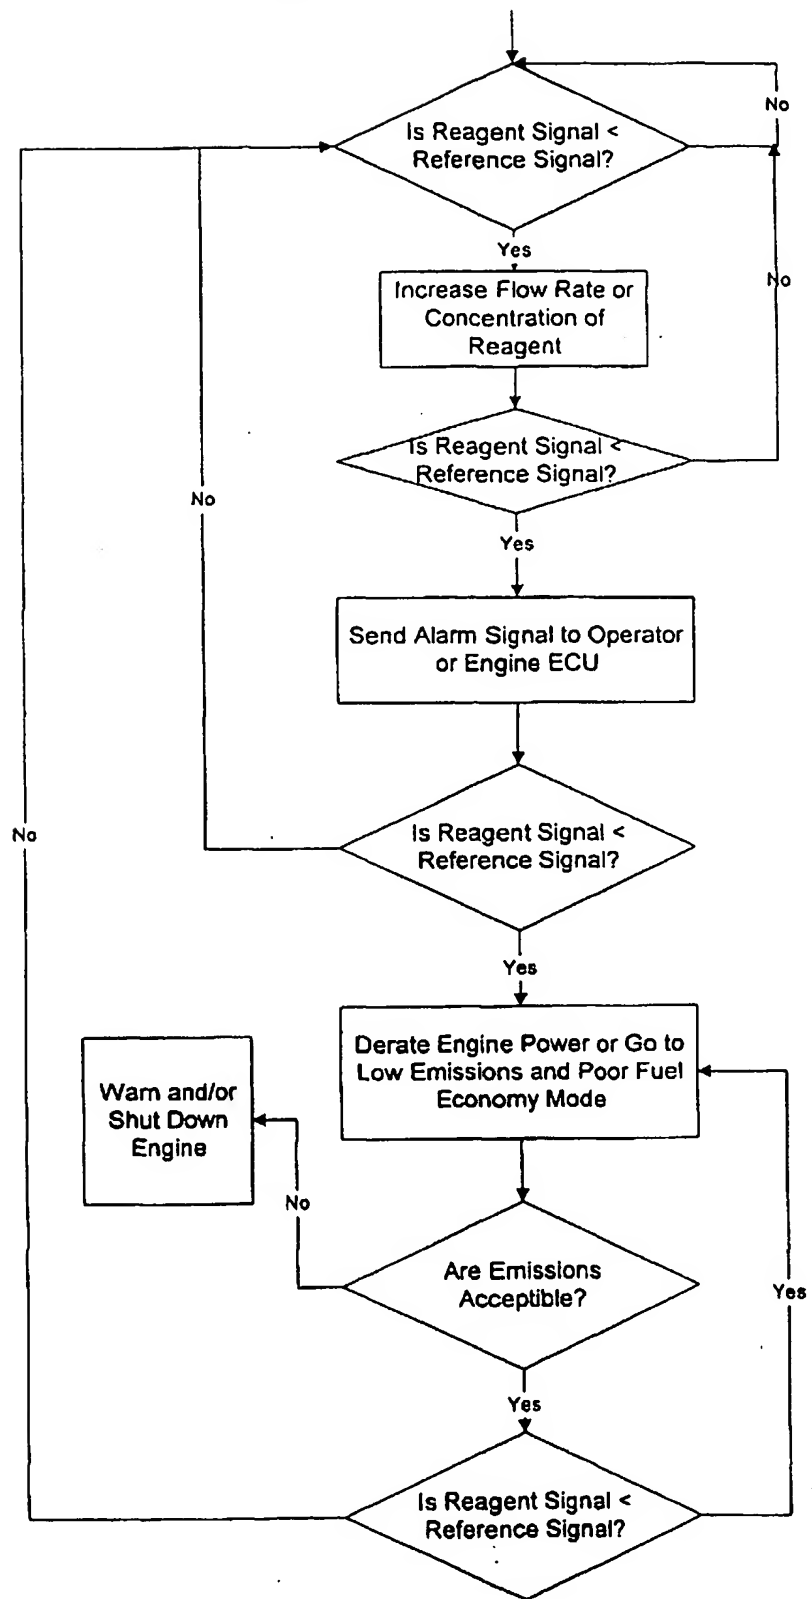 No
Is Reagent Signal <
Reference Signal?
Yes
Increase Flow Rate or
Concentration of
Reagent
No
Is Reagent Signal <
Reference Signal?
No
Yes
Send Alarm Signal to Operator
or Engine ECU
No
Is Reagent Signal <
Reference Signal?
Yes
Derate Engine Power or Go to
Low Emissions and Poor Fuel
Economy Mode
Warn and/or
Shut Down
Engine
No
Are Emissions
Acceptible?
Yes
Yes
Is Reagent Signal <
Reference Signal?